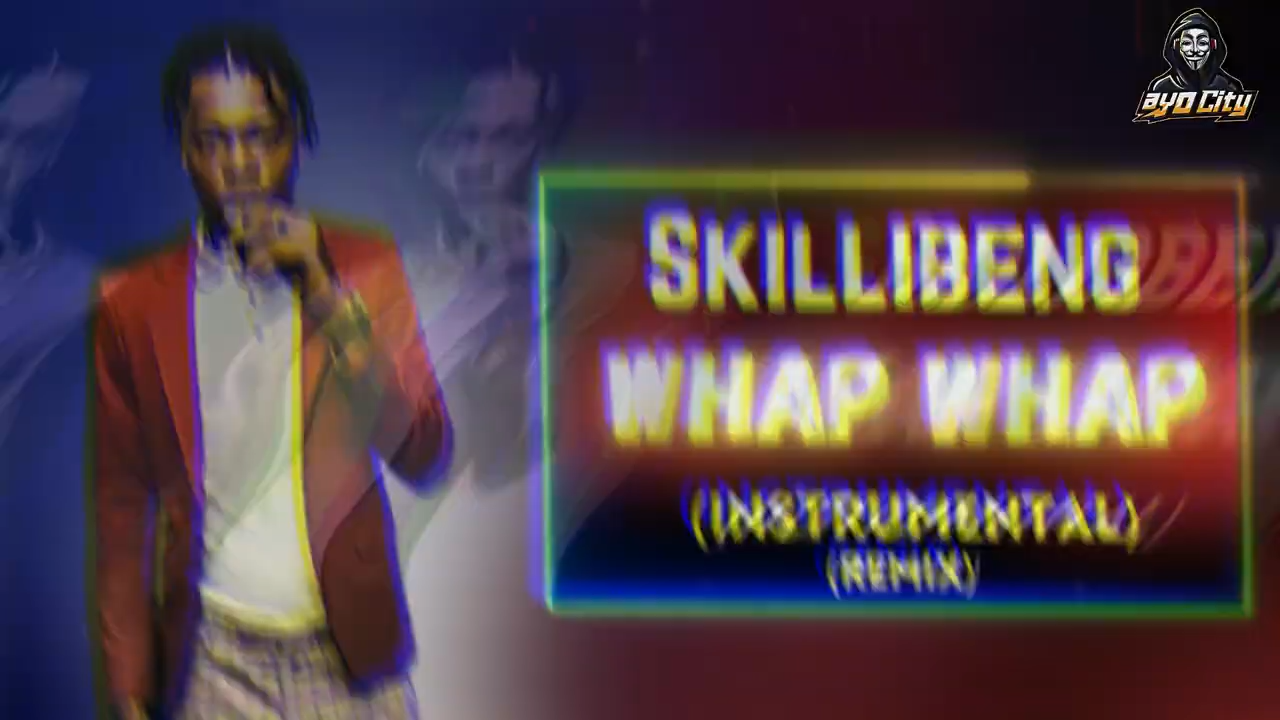 ayo City
SKILLIBENG
WHAP WHAP
(INSTRUMENTAL)
(REMIX)